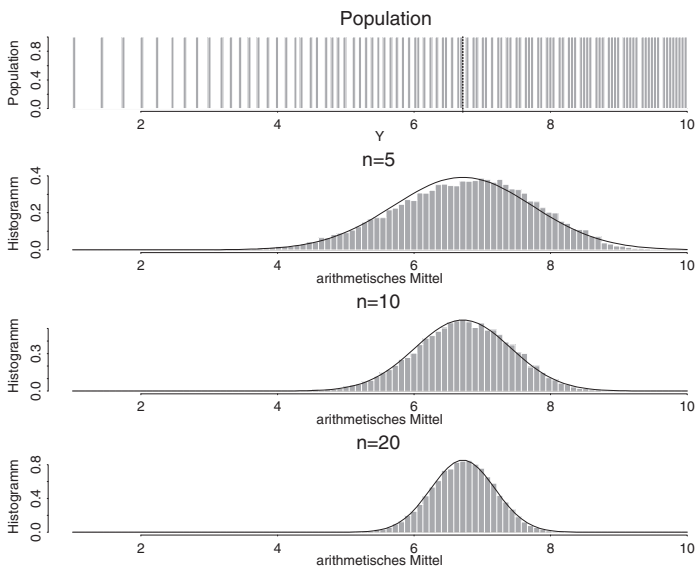 Population
Population
0.0 0.4 0.8
2 4 6 8 10
Y
n=5
Histogramm
0.0 0.2 0.4
2 4 6 8 10
arithmetisches Mittel
n=10
Histogramm
0.0 0.3
2 4 6 8 10
arithmetisches Mittel
n=20
Histogramm
0.0 0.4 0.8
2 4 6 8 10
arithmetisches Mittel